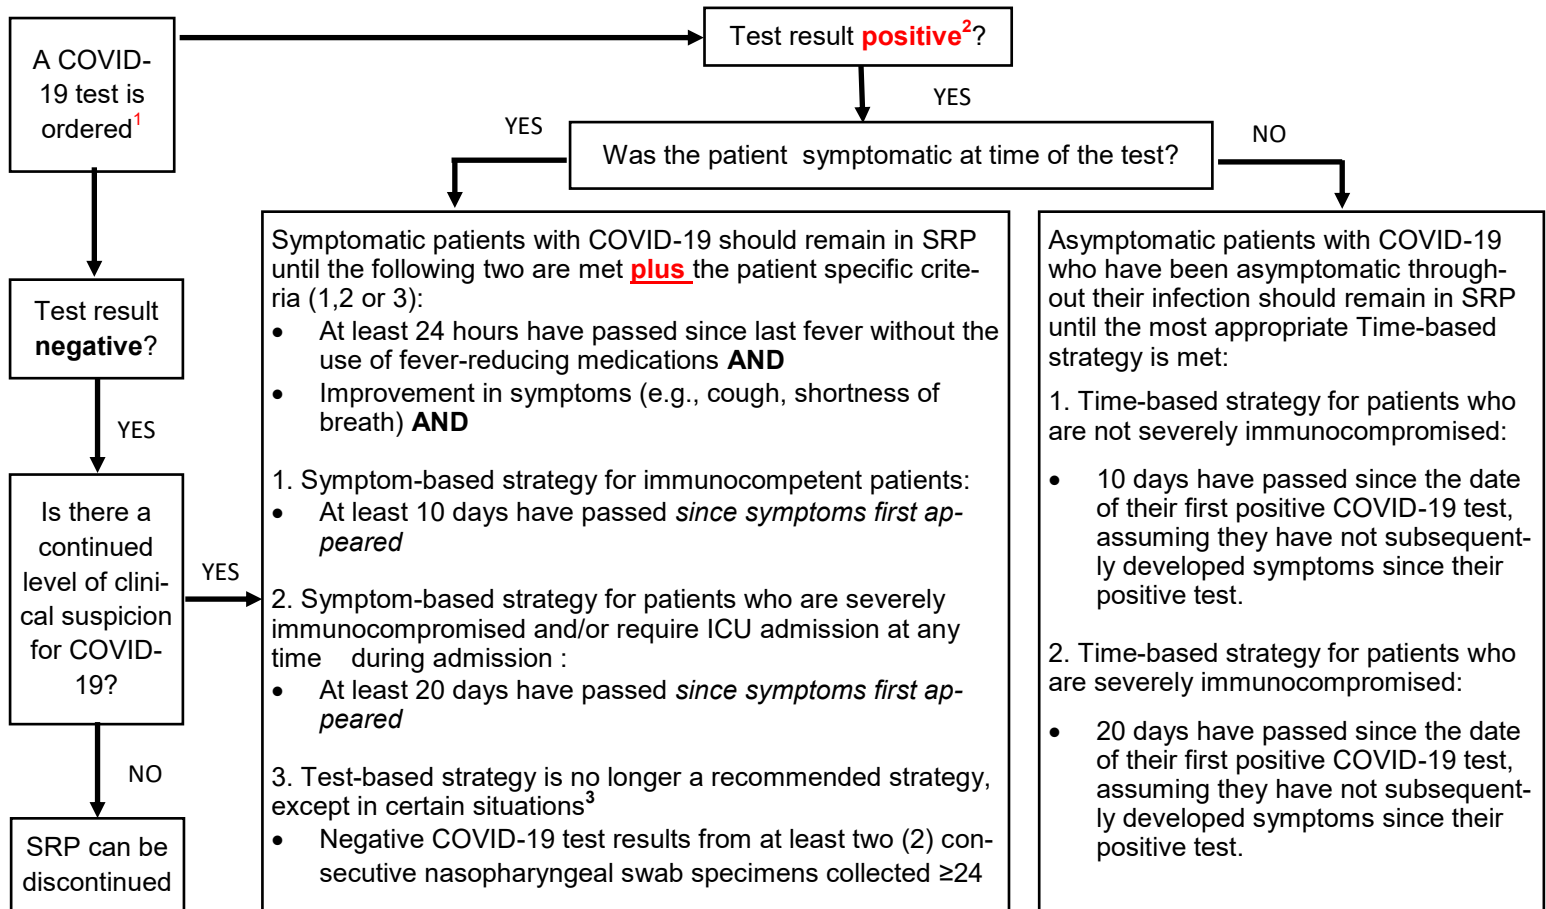 A COVID-
19 test is
ordered1
Test result positive2?
YES
Was the patient  symptomatic at time of the test?
YES
NO
Test result
negative?
YES
Is there a
continued
level of clini-
cal suspicion
for COVID-
19?
YES
NO
SRP can be
discontinued
Symptomatic patients with COVID-19 should remain in SRP
until the following two are met plus the patient specific crite-
ria (1,2 or 3):
• At least 24 hours have passed since last fever without the
use of fever-reducing medications AND
• Improvement in symptoms (e.g., cough, shortness of
breath) AND
1. Symptom-based strategy for immunocompetent patients:
• At least 10 days have passed since symptoms first ap-
peared
2. Symptom-based strategy for patients who are severely
immunocompromised and/or require ICU admission at any
time    during admission :
• At least 20 days have passed since symptoms first ap-
peared
3. Test-based strategy is no longer a recommended strategy,
except in certain situations3
• Negative COVID-19 test results from at least two (2) con-
secutive nasopharyngeal swab specimens collected ≥24
Asymptomatic patients with COVID-19
who have been asymptomatic through-
out their infection should remain in SRP
until the most appropriate Time-based
strategy is met:
1. Time-based strategy for patients who
are not severely immunocompromised:
• 10 days have passed since the date
of their first positive COVID-19 test,
assuming they have not subsequent-
ly developed symptoms since their
positive test.
2. Time-based strategy for patients who
are severely immunocompromised:
• 20 days have passed since the date
of their first positive COVID-19 test,
assuming they have not subsequent-
ly developed symptoms since their
positive test.